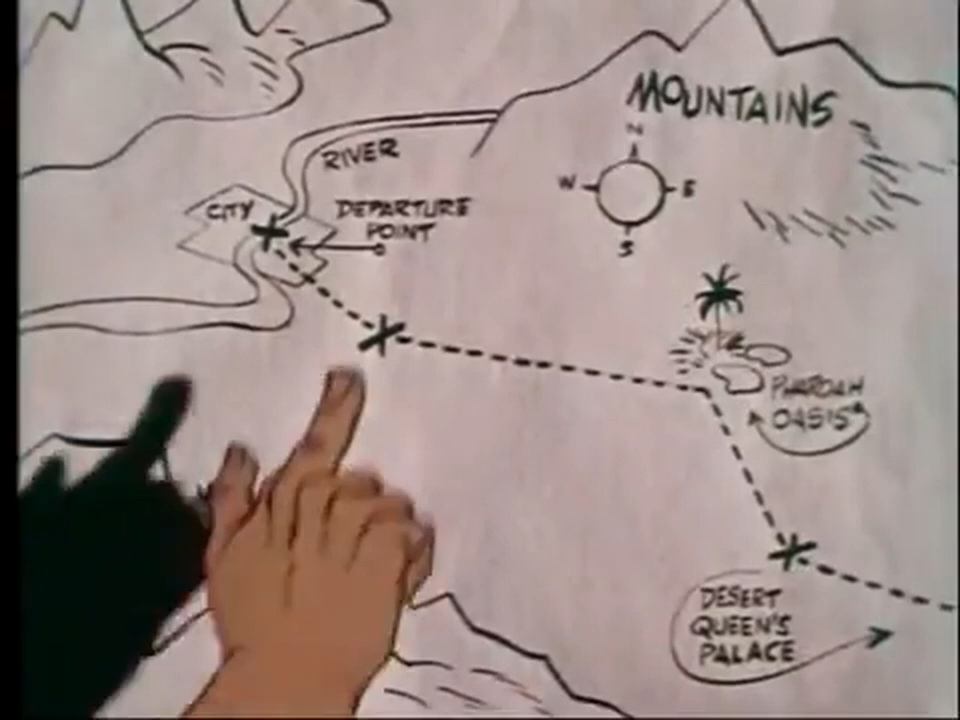 MOUNTAINS
RIVER
N
W E
S
CITY
DEPARTURE
POINT
PHAROAH
OASIS
DESERT
QUEEN'S
PALACE